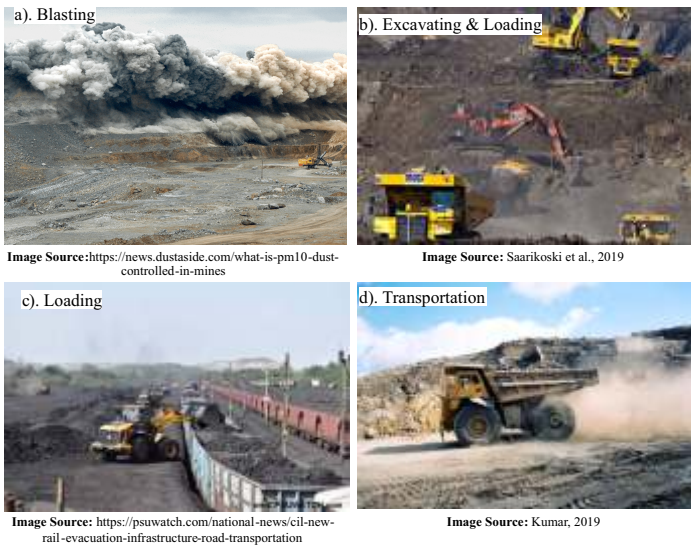 a). Blasting
b). Excavating & Loading
Image Source:https://news.dustaside.com/what-is-pm10-dust-
controlled-in-mines
Image Source: Saarikoski et al., 2019
c). Loading
d). Transportation
Image Source: https://psuwatch.com/national-news/cil-new-
rail-evacuation-infrastructure-road-transportation
Image Source: Kumar, 2019